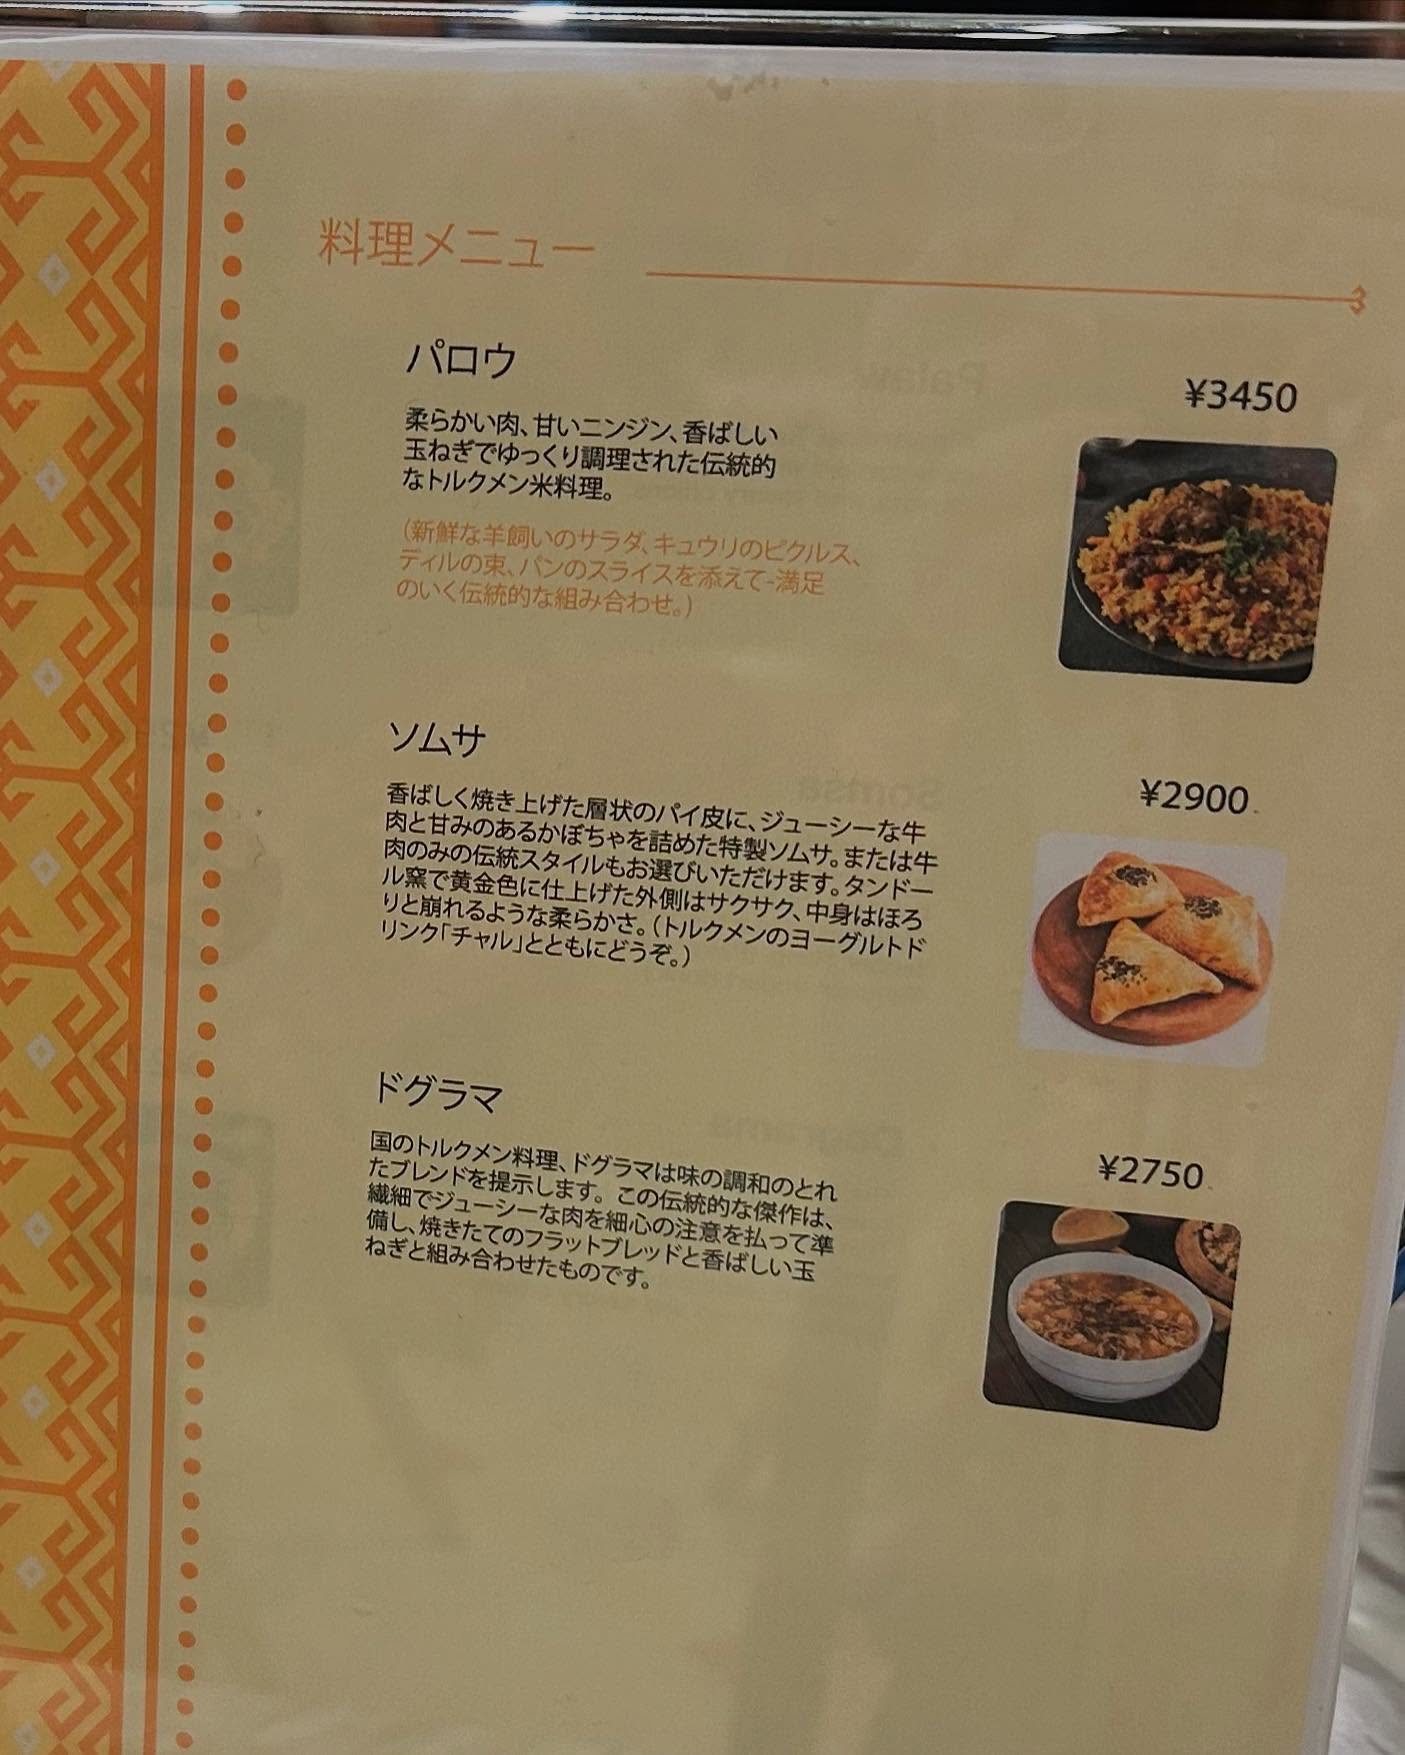 料理メニュー
パロウ
¥3450
柔らかい肉、甘いニンジン、香ばしい
玉ねぎでゆっくり調理された伝統的
なトルクメン米料理。
(新鮮な羊飼いのサラダ、キュウリのピクルス、
ディルの束、パンのスライスを添えて-満足
のいく伝統的な組み合わせ。)
ソムサ
¥2900
香ばしく焼き上げた層状のパイ皮に、ジューシーな牛
肉と甘みのあるかぼちゃを詰めた特製ソムサ。または牛
肉のみの伝統スタイルもお選びいただけます。タンドー
ル窯で黄金色に仕上げた外側はサクサク、中身はほろ
りと崩れるような柔らかさ。(トルクメンのヨーグルトド
リンク「チャル」とともにどうぞ。)
ドグラマ
¥2750
国のトルクメン料理、ドグラマは味の調和のとれ
たブレンドを提示します。この伝統的な傑作は、
繊細でジューシーな肉を細心の注意を払って準
備し、焼きたてのフラットブレッドと香ばしい玉
ねぎと組み合わせたものです。